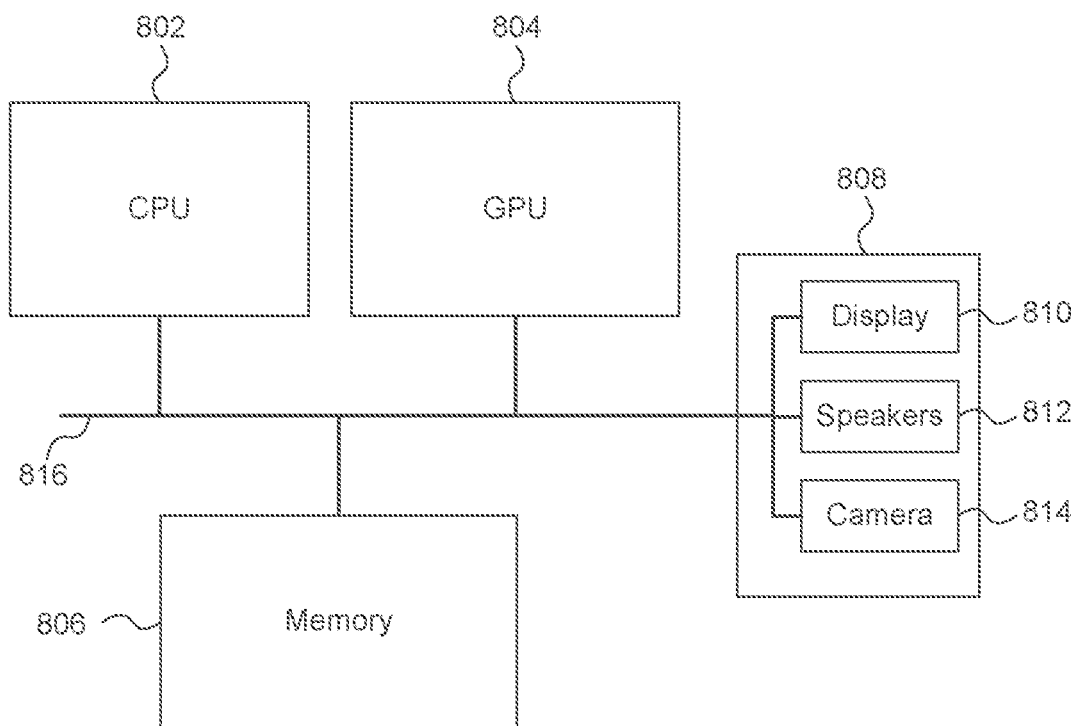 802
804
CPU
GPU
808
Display
810
Speakers
812
Camera
814
816
806
Memory